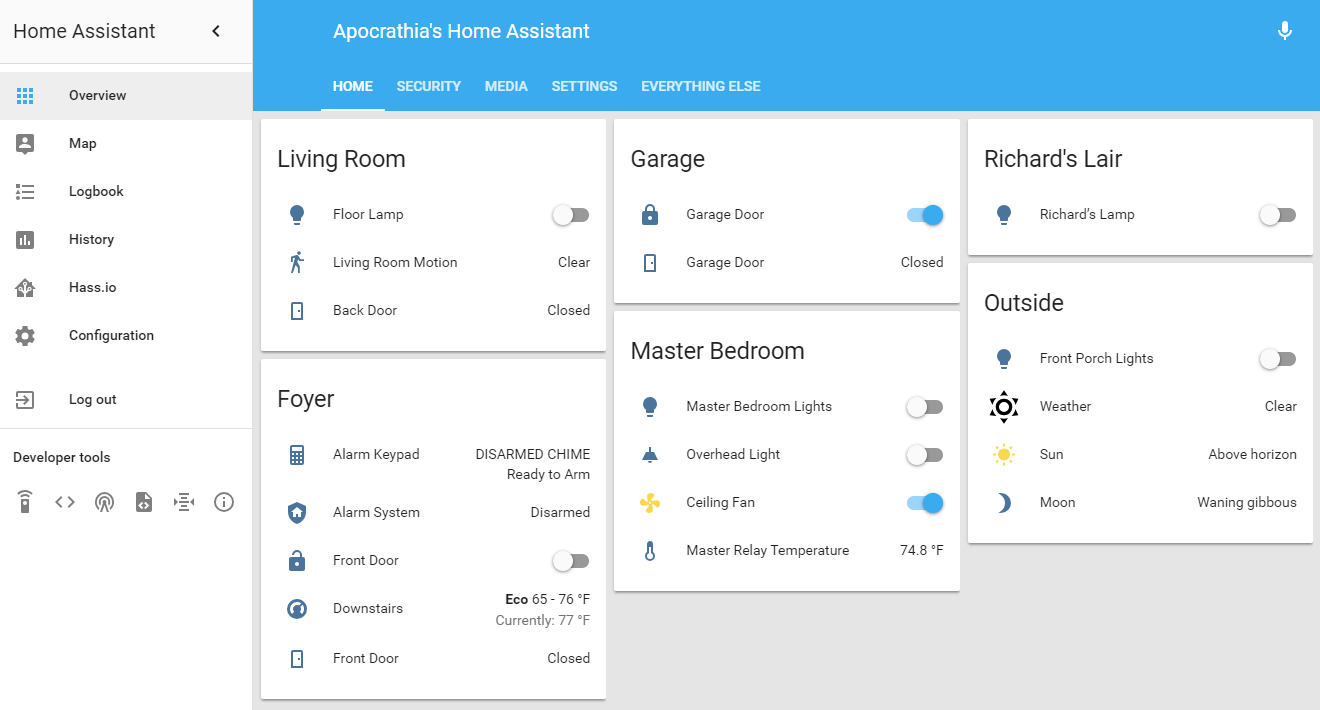 Home Assistant
Overview
Map
Logbook
History
Hass.io
Configuration
Log out
Developer tools
Apocrathia's Home Assistant
HOME SECURITY MEDIA SETTINGS EVERYTHING ELSE
Living Room
Floor Lamp
Living Room Motion Clear
Back Door Closed
Foyer
Alarm Keypad DISARMED CHIME
Ready to Arm
Alarm System Disarmed
Front Door
Downstairs Eco 65 - 76 °F
Currently: 77 °F
Front Door Closed
Garage
Garage Door
Garage Door Closed
Master Bedroom
Master Bedroom Lights
Overhead Light
Ceiling Fan
Master Relay Temperature 74.8 °F
Richard's Lair
Richard’s Lamp
Outside
Front Porch Lights
Weather Clear
Sun Above horizon
Moon Waning gibbous